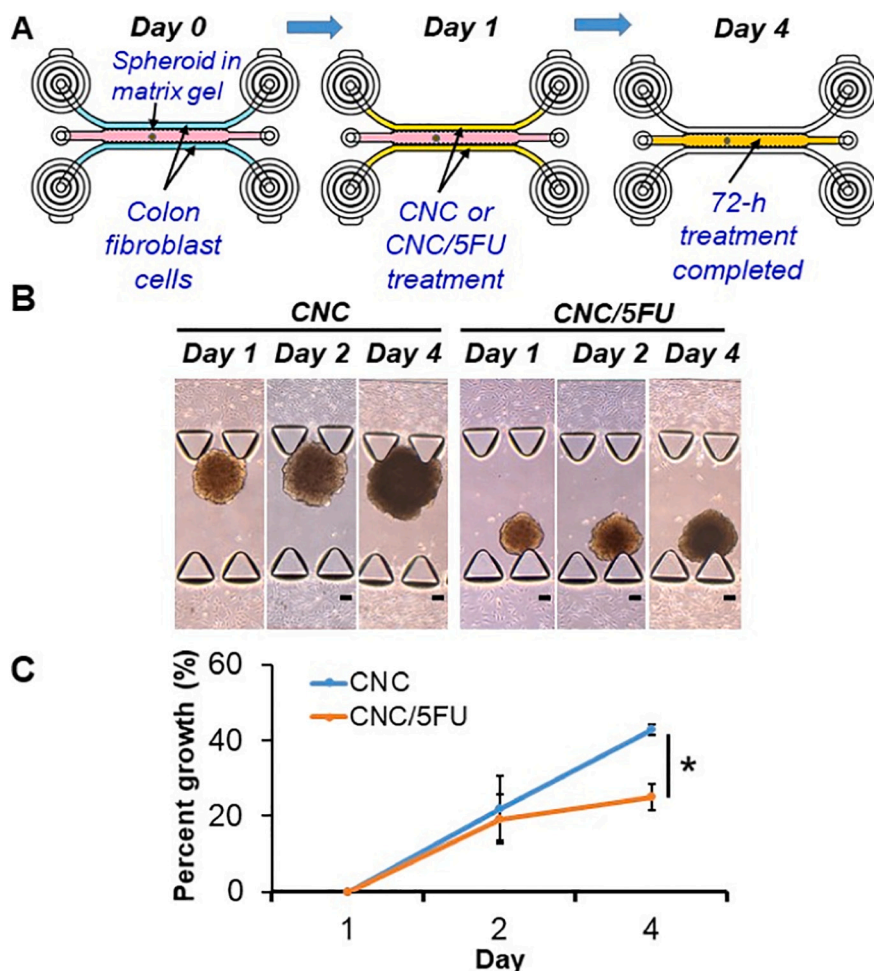 A
Day 0
Day 1
Day 4
Spheroid in
matrix gel
Colon
fibroblast
cells
CNC or
CNC/5FU
treatment
72-h
treatment
completed
B
CNC
CNC/5FU
Day 1
Day 2
Day 4
Day 1
Day 2
Day 4
C
Percent growth (%)
60
40
20
0
CNC
CNC/5FU
*
1
2
4
Day